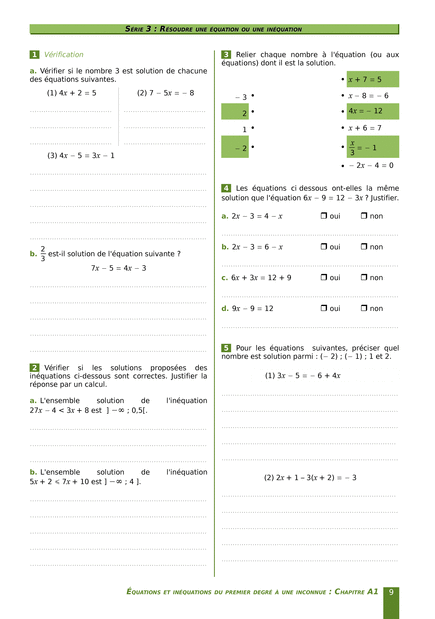 SÉRIE 3 : RÉSOUDRE UNE ÉQUATION OU UNE INÉQUATION
1 Vérification
a. Vérifier si le nombre 3 est solution de chacune
des équations suivantes.
(1) 4x + 2 = 5 (2) 7 − 5x = − 8
(3) 4x − 5 = 3x − 1
b. 2/3 est-il solution de l'équation suivante ?
7x − 5 = 4x − 3
2 Vérifier si les solutions proposées des
inéquations ci-dessous sont correctes. Justifier la
réponse par un calcul.
a. L'ensemble solution de l'inéquation
27x − 4 < 3x + 8 est ] −∞ ; 0,5[.
b. L'ensemble solution de l'inéquation
5x + 2 ⩽ 7x + 10 est ] −∞ ; 4 ].
3 Relier chaque nombre à l'équation (ou aux
équations) dont il est la solution.
• x + 7 = 5
− 3 • • x − 8 = − 6
2 • • 4x = − 12
1 • • x + 6 = 7
− 2 • • x/3 = − 1
• − 2x − 4 = 0
4 Les équations ci dessous ont-elles la même
solution que l'équation 6x − 9 = 12 − 3x ? Justifier.
a. 2x − 3 = 4 − x ❐ oui ❐ non
b. 2x − 3 = 6 − x ❐ oui ❐ non
c. 6x + 3x = 12 + 9 ❐ oui ❐ non
d. 9x − 9 = 12 ❐ oui ❐ non
5 Pour les équations suivantes, préciser quel
nombre est solution parmi : (− 2) ; (− 1) ; 1 et 2.
(1) 3x − 5 = − 6 + 4x
(2) 2x + 1 – 3(x + 2) = − 3
ÉQUATIONS ET INÉQUATIONS DU PREMIER DEGRÉ À UNE INCONNUE : CHAPITRE A1 9